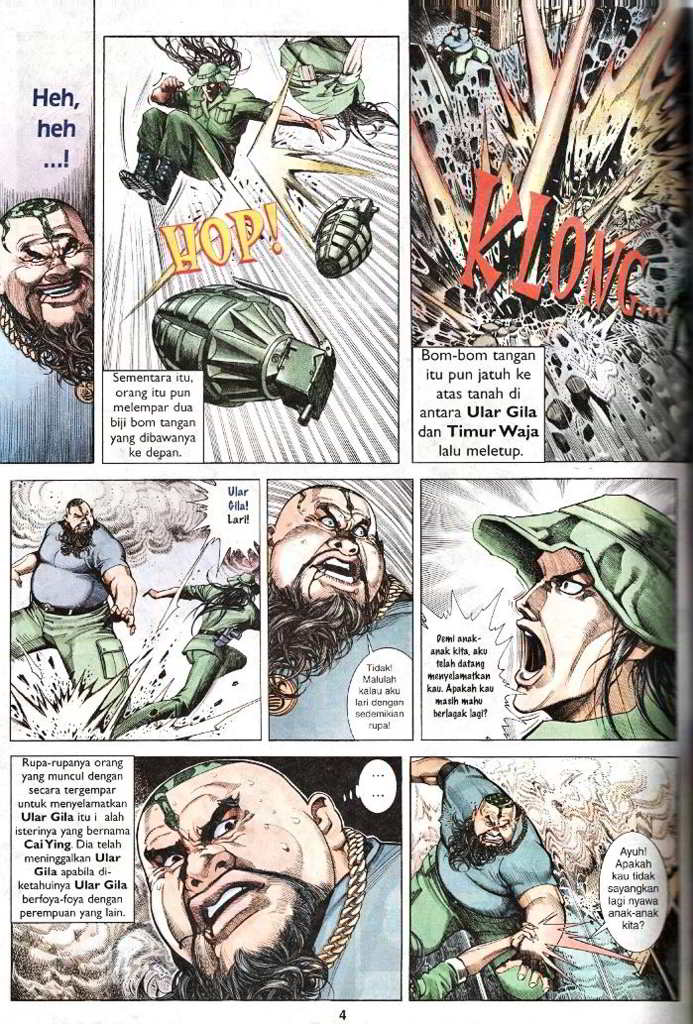 Heh,
heh
...!
HOP!
Sementara itu,
orang itu pun
melempar dua
biji bom tangan
yang dibawanya
ke depan.
KLONG...
Bom-bom tangan
itu pun jatuh ke
atas tanah di
antara Ular Gila
dan Timur Waja
lalu meletup.
Ular
Gila!
Lari!
Tidak!
Malulah
kalau aku
lari dengan
sedemikian
rupa!
Demi anak-
anak kita, aku
telah datang
menyelamatkan
kau. Apakah kau
masih mahu
berlagak lagi?
Rupa-rupanya orang
yang muncul dengan
secara tergempar
untuk menyelamatkan
Ular Gila itu i alah
isterinya yang bernama
Cai Ying. Dia telah
meninggalkan Ular
Gila apabila di-
ketahuinya Ular Gila
berfoya-foya dengan
perempuan yang lain.
...
...
Ayuh!
Apakah
kau tidak
sayangkan
lagi nyawa
anak-anak
kita?
4